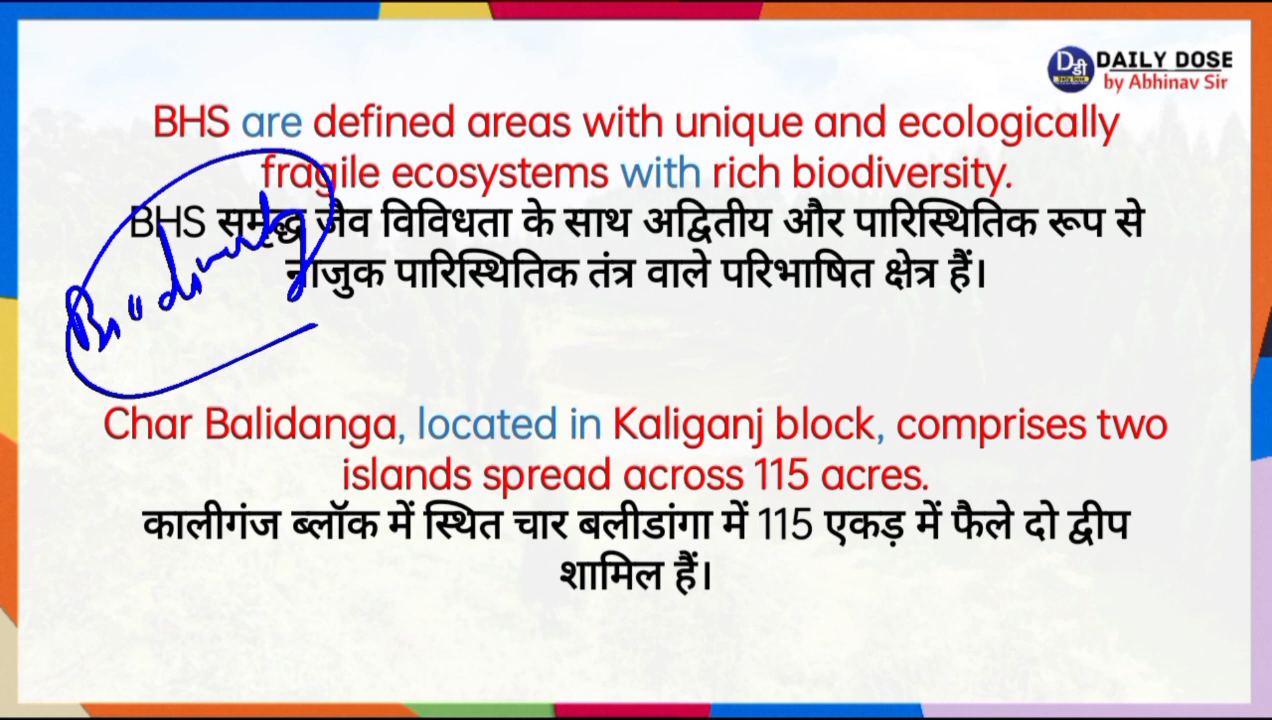 Dडी DAILY DOSE
by Abhinav Sir
BHS are defined areas with unique and ecologically
fragile ecosystems with rich biodiversity.
BHS समृद्ध जैव विविधता के साथ अद्वितीय और पारिस्थितिक रूप से
नाजुक पारिस्थितिक तंत्र वाले परिभाषित क्षेत्र हैं।
Char Balidanga, located in Kaliganj block, comprises two
islands spread across 115 acres.
कालीगंज ब्लॉक में स्थित चार बलीडांगा में 115 एकड़ में फैले दो द्वीप
शामिल हैं।